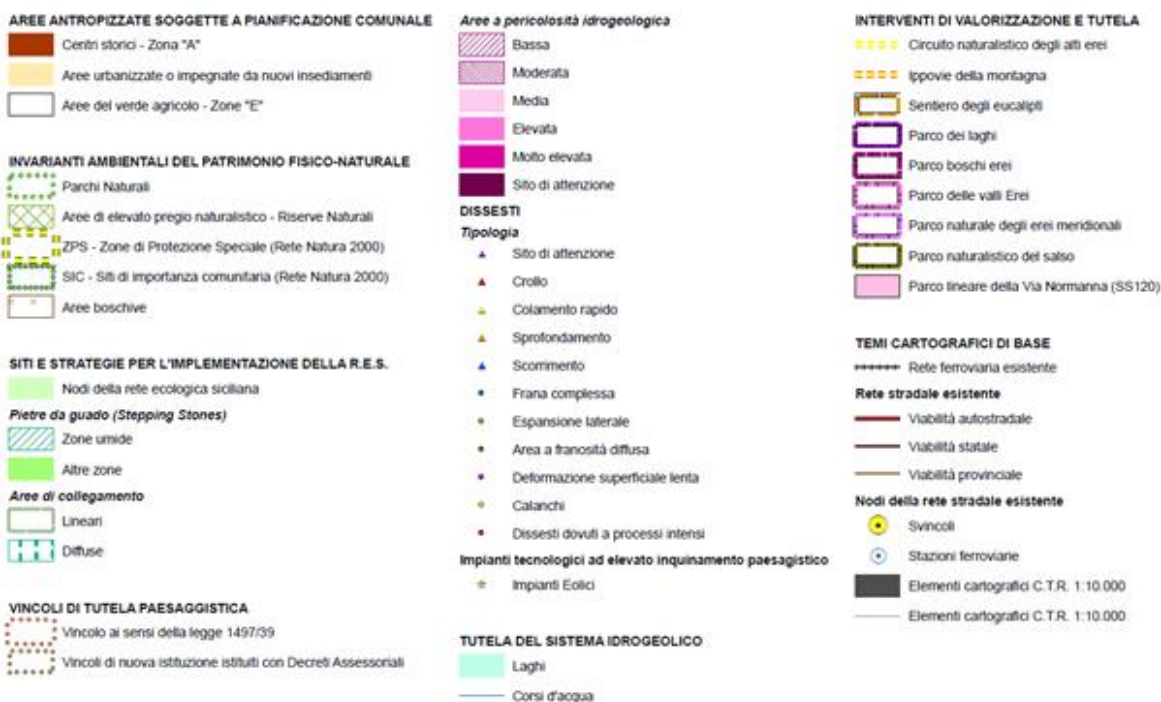 AREE ANTROPIZZATE SOGGETTE A PIANIFICAZIONE COMUNALE
Centri storici - Zona "A"
Aree urbanizzate o impegnate da nuovi insediamenti
Aree del verde agricolo - Zone "E"
INVARIANTI AMBIENTALI DEL PATRIMONIO FISICO-NATURALE
Parchi Naturali
Aree di elevato pregio naturalistico - Riserve Naturali
ZPS - Zone di Protezione Speciale (Rete Natura 2000)
SIC - Siti di importanza comunitaria (Rete Natura 2000)
Aree boschive
SITI E STRATEGIE PER L'IMPLEMENTAZIONE DELLA R.E.S.
Nodi della rete ecologica siciliana
Pietre da guado (Stepping Stones)
Zone umide
Altre zone
Aree di collegamento
Lineari
Diffuse
VINCOLI DI TUTELA PAESAGGISTICA
Vincolo ai sensi della legge 1497/39
Vincoli di nuova istituzione istituiti con Decreti Assessoriali
Aree a pericolosità idrogeologica
Bassa
Moderata
Media
Elevata
Molto elevata
Sito di attenzione
DISSESTI
Tipologia
Sito di attenzione
Crollo
Colamento rapido
Sprofondamento
Scorrimento
Frana complessa
Espansione laterale
Area a franosità diffusa
Deformazione superficiale lenta
Calanchi
Dissesti dovuti a processi intensi
Impianti tecnologici ad elevato inquinamento paesagistico
Impianti Eolici
TUTELA DEL SISTEMA IDROGEOLICO
Laghi
Corsi d'acqua
INTERVENTI DI VALORIZZAZIONE E TUTELA
Circuito naturalistico degli alti erei
Ippovie della montagna
Sentiero degli eucalipti
Parco dei laghi
Parco boschi erei
Parco delle valli Erei
Parco naturale degli erei meridionali
Parco naturalistico del salso
Parco lineare della Via Normanna (SS120)
TEMI CARTOGRAFICI DI BASE
Rete ferroviaria esistente
Rete stradale esistente
Viabilità autostradale
Viabilità statale
Viabilità provinciale
Nodi della rete stradale esistente
Svincoli
Stazioni ferroviarie
Elementi cartografici C.T.R. 1:10.000
Elementi cartografici C.T.R. 1:10.000